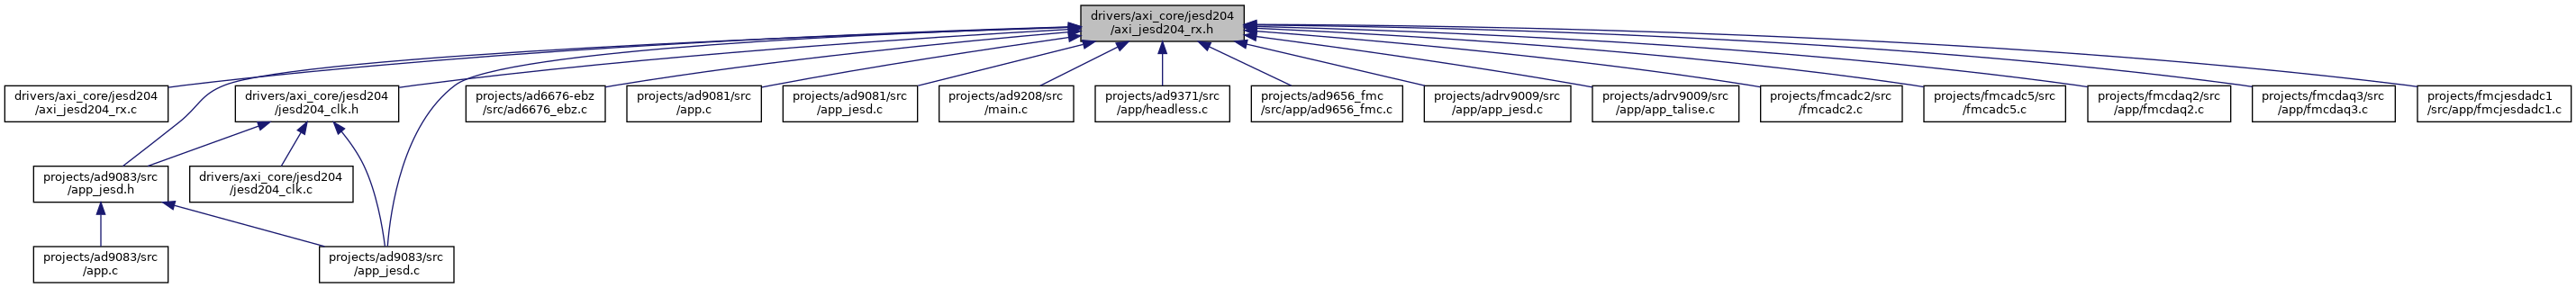 drivers/axi_core/jesd204
/axi_jesd204_rx.h
drivers/axi_core/jesd204
/axi_jesd204_rx.c
drivers/axi_core/jesd204
/jesd204_clk.h
projects/ad6676-ebz
/src/ad6676_ebz.c
projects/ad9081/src
/app.c
projects/ad9081/src
/app_jesd.c
projects/ad9208/src
/main.c
projects/ad9371/src
/app/headless.c
projects/ad9656_fmc
/src/app/ad9656_fmc.c
projects/adrv9009/src
/app/app_jesd.c
projects/adrv9009/src
/app/app_talise.c
projects/fmcadc2/src
/fmcadc2.c
projects/fmcadc5/src
/fmcadc5.c
projects/fmcdaq2/src
/app/fmcdaq2.c
projects/fmcdaq3/src
/app/fmcdaq3.c
projects/fmcjesdadc1
/src/app/fmcjesdadc1.c
projects/ad9083/src
/app_jesd.h
drivers/axi_core/jesd204
/jesd204_clk.c
projects/ad9083/src
/app.c
projects/ad9083/src
/app_jesd.c